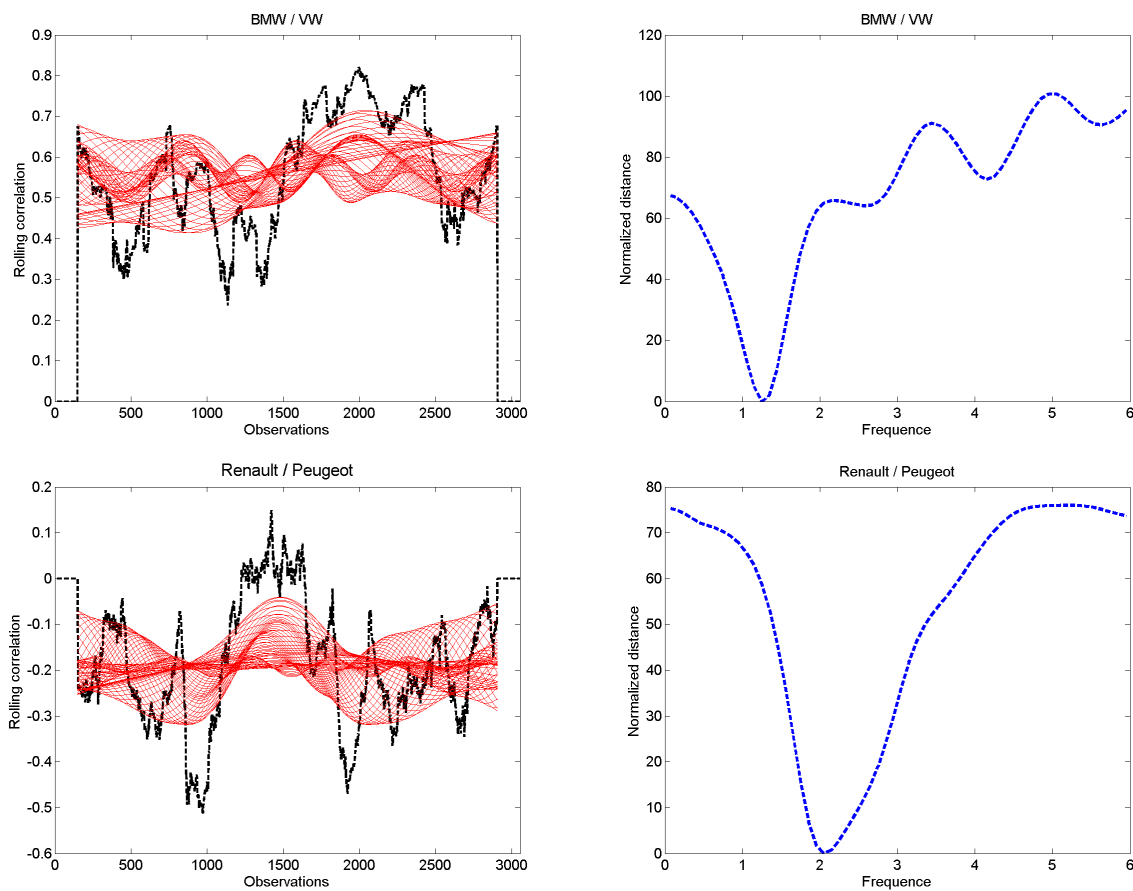 BMW / VW
0.9
0.8
0.7
0.6
0.5
0.4
0.3
0.2
0.1
0
Rolling correlation
0 500 1000 1500 2000 2500 3000
Observations
BMW / VW
120
100
80
60
40
20
0
Normalized distance
0 1 2 3 4 5 6
Frequence
Renault / Peugeot
0.2
0.1
0
-0.1
-0.2
-0.3
-0.4
-0.5
-0.6
Rolling correlation
0 500 1000 1500 2000 2500 3000
Observations
Renault / Peugeot
80
70
60
50
40
30
20
10
0
Normalized distance
0 1 2 3 4 5 6
Frequence